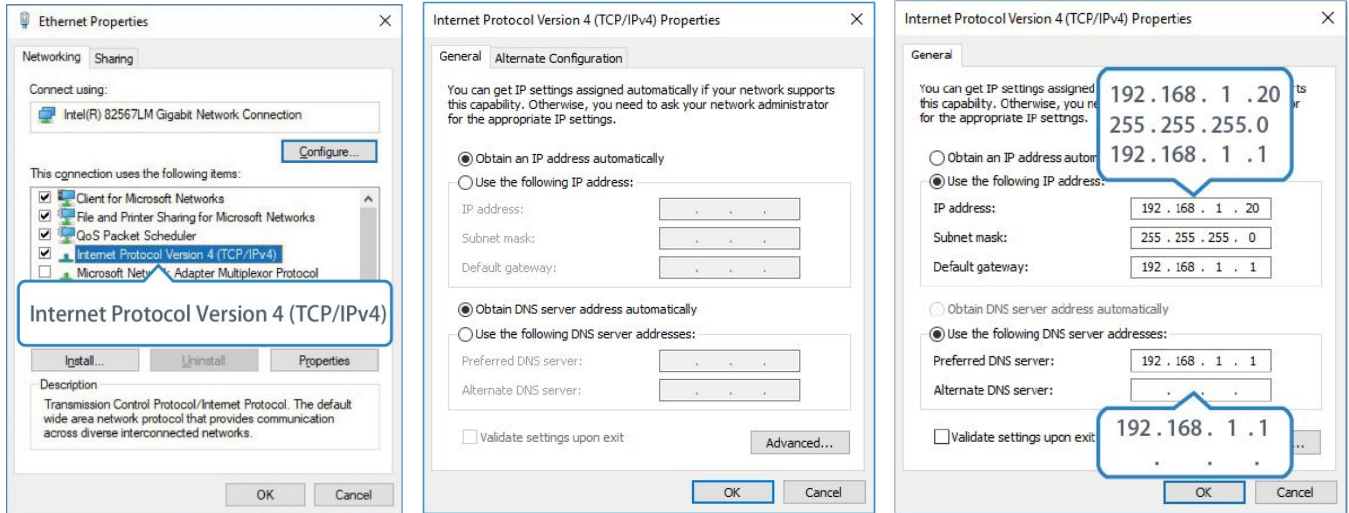 Ethernet Properties
Networking Sharing
Connect using:
Intel(R) 82567LM Gigabit Network Connection
Configure...
This connection uses the following items:
Client for Microsoft Networks
File and Printer Sharing for Microsoft Networks
QoS Packet Scheduler
Internet Protocol Version 4 (TCP/IPv4)
Microsoft Adapter Multiplexor Protocol
Internet Protocol Version 4 (TCP/IPv4)
Install... Uninstall Properties
Description
Transmission Control Protocol/Internet Protocol. The default
wide area network protocol that provides communication
across diverse interconnected networks.
OK Cancel
Internet Protocol Version 4 (TCP/IPv4) Properties
General Alternate Configuration
You can get IP settings assigned automatically if your network supports
this capability. Otherwise, you need to ask your network administrator
for the appropriate IP settings.
Obtain an IP address automatically
Use the following IP address:
IP address: . . .
Subnet mask: . . .
Default gateway: . . .
Obtain DNS server address automatically
Use the following DNS server addresses:
Preferred DNS server: . . .
Alternate DNS server: . . .
Validate settings upon exit
Advanced...
OK Cancel
Internet Protocol Version 4 (TCP/IPv4) Properties
General
You can get IP settings assigned
this capability. Otherwise, you
for the appropriate IP settings.
192.168. 1 .20
255.255.255.0
192.168. 1 .1
Obtain an IP address
Use the following IP address:
IP address: 192 . 168 . 1 . 20
Subnet mask: 255 . 255 . 255 . 0
Default gateway: 192 . 168 . 1 . 1
Obtain DNS server address automatically
Use the following DNS server addresses:
Preferred DNS server: 192 . 168 . 1 . 1
Alternate DNS server: . . .
Validate settings upon exit
192.168. 1 .1
. . .
OK Cancel